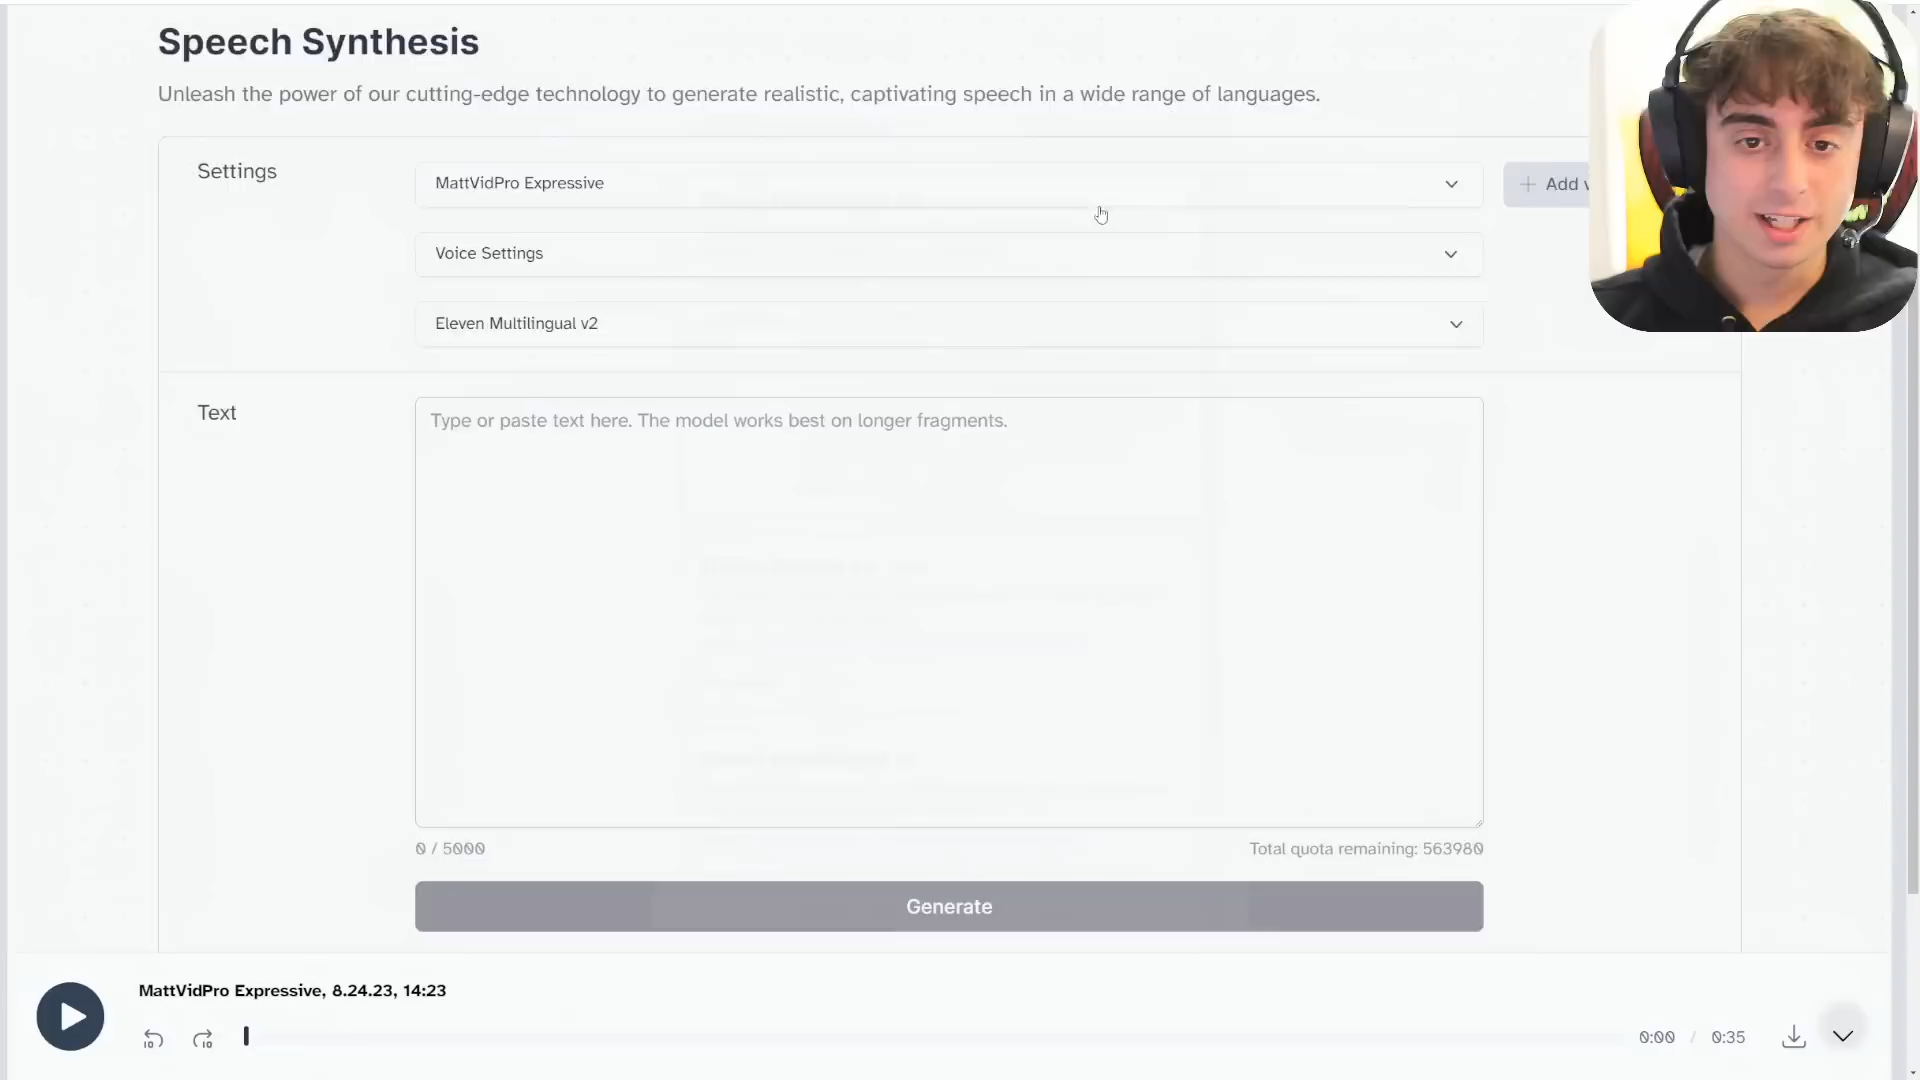 Speech Synthesis
Unleash the power of our cutting-edge technology to generate realistic, captivating speech in a wide range of languages.
Settings
MattVidPro Expressive
+ Add
Voice Settings
Eleven Multilingual v2
Text
Type or paste text here. The model works best on longer fragments.
0 / 5000
Total quota remaining: 563980
Generate
MattVidPro Expressive, 8.24.23, 14:23
10
10
0:00 / 0:35